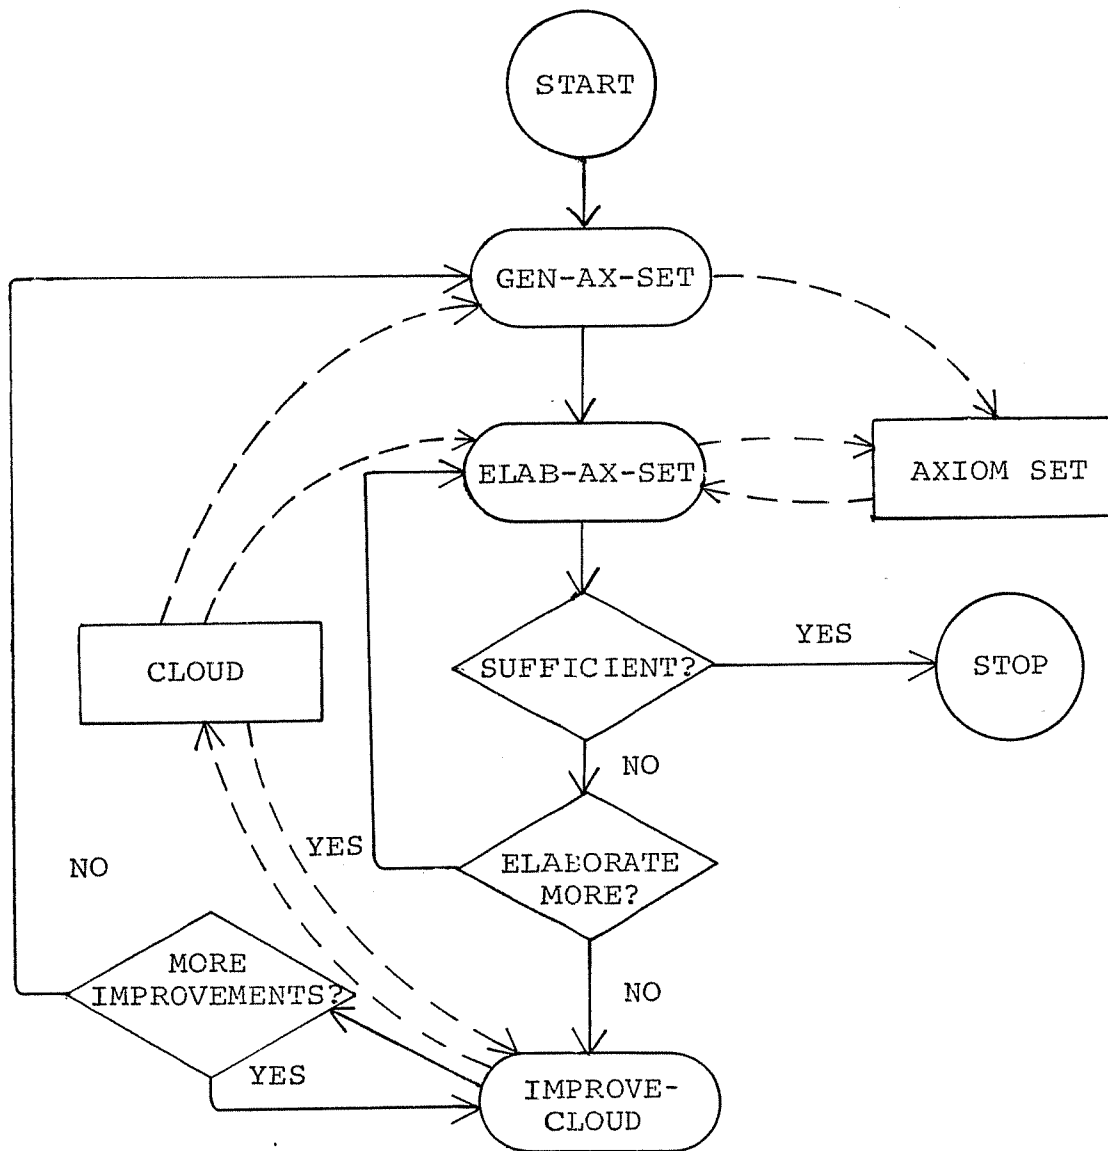 START
GEN-AX-SET
ELAB-AX-SET
AXIOM SET
YES
CLOUD
SUFFICIENT?
STOP
NO
YES
NO
ELABORATE
MORE?
MORE
IMPROVEMENTS?
NO
YES
IMPROVE-
CLOUD